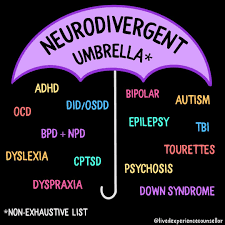 NEURODIVERGENT
UMBRELLA*
ADHD
BIPOLAR
AUTISM
OCD
DID/OSDD
EPILEPSY
TBI
BPD + NPD
TOURETTES
DYSLEXIA
CPTSD
PSYCHOSIS
DYSPRAXIA
DOWN SYNDROME
*NON-EXHAUSTIVE LIST
@livedexperiencecounsellor